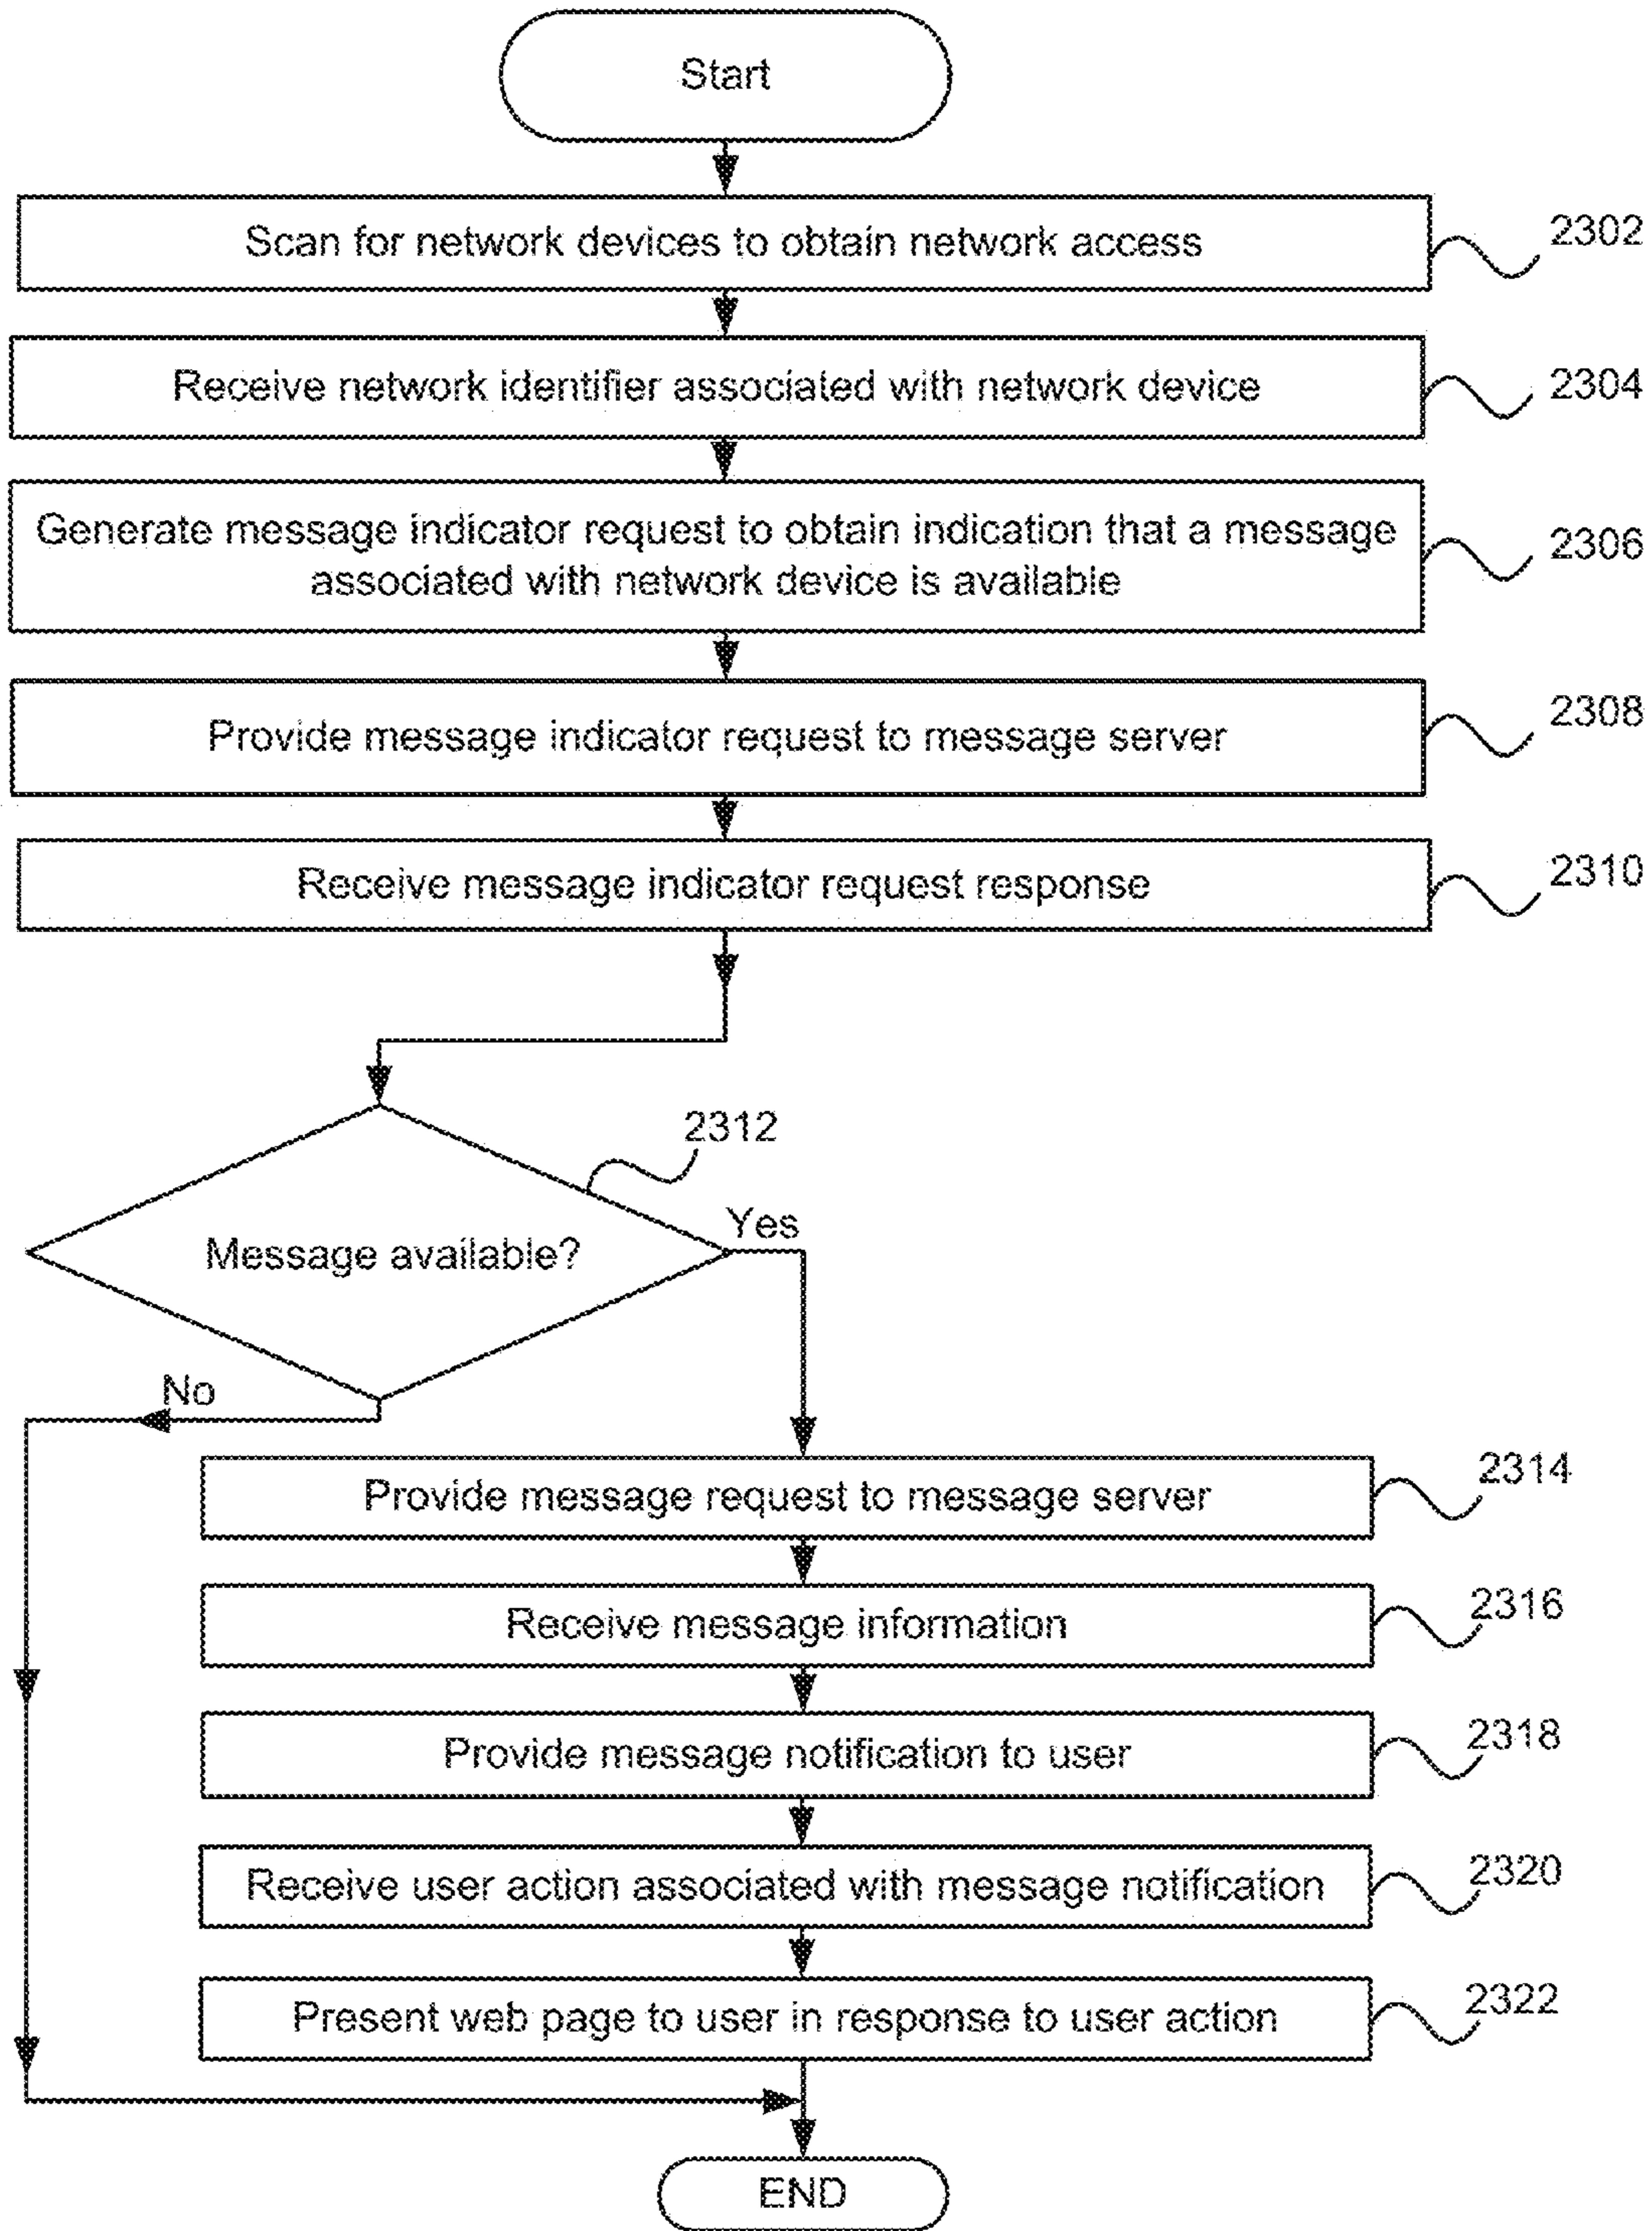 Start
Scan for network devices to obtain network access
2302
Receive network identifier associated with network device
2304
Generate message indicator request to obtain indication that a message
associated with network device is available
2306
Provide message indicator request to message server
2308
Receive message indicator request response
2310
2312
Message available?
Yes
No
Provide message request to message server
2314
Receive message information
2316
Provide message notification to user
2318
Receive user action associated with message notification
2320
Present web page to user in response to user action
2322
END